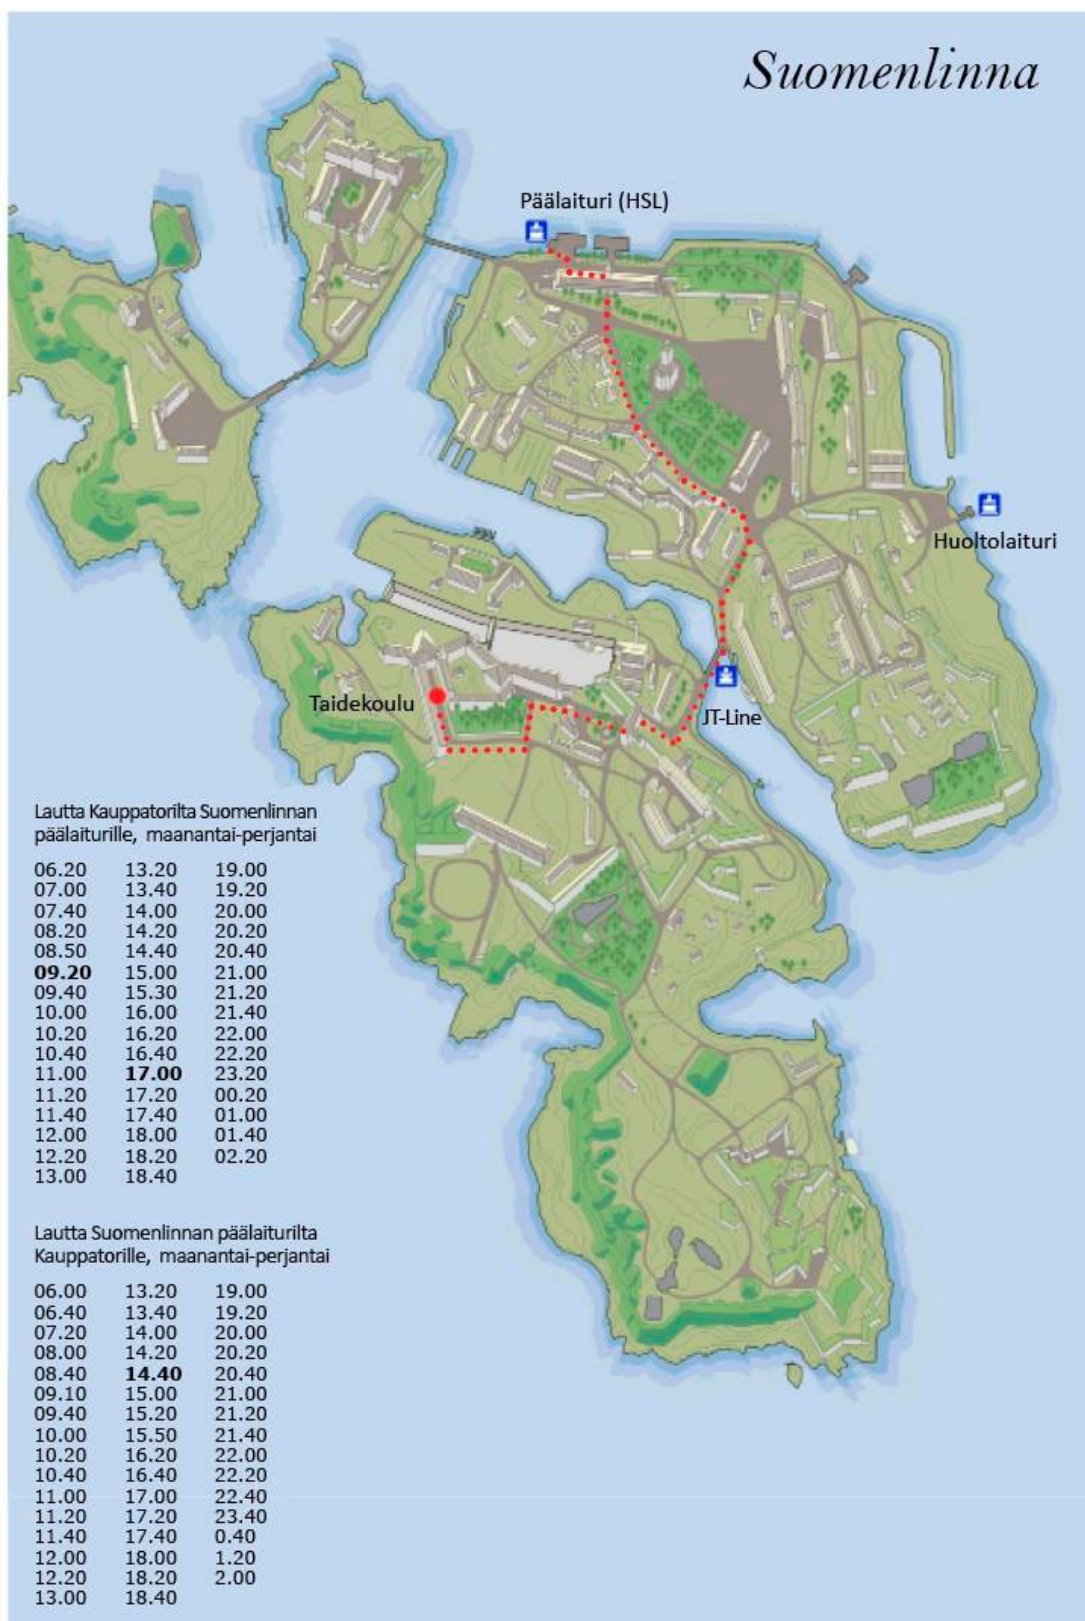 Suomenlinna
Päälaituri (HSL)
Huoltolaituri
Taidekoulu
JT-Line
Lautta Kauppatorilta Suomenlinnan
päälaiturille, maanantai-perjantai
06.20 13.20 19.00
07.00 13.40 19.20
07.40 14.00 20.00
08.20 14.20 20.20
08.50 14.40 20.40
09.20 15.00 21.00
09.40 15.30 21.20
10.00 16.00 21.40
10.20 16.20 22.00
10.40 16.40 22.20
11.00 17.00 23.20
11.20 17.20 00.20
11.40 17.40 01.00
12.00 18.00 01.40
12.20 18.20 02.20
13.00 18.40
Lautta Suomenlinnan päälaiturilta
Kauppatorille, maanantai-perjantai
06.00 13.20 19.00
06.40 13.40 19.20
07.20 14.00 20.00
08.00 14.20 20.20
08.40 14.40 20.40
09.10 15.00 21.00
09.40 15.20 21.20
10.00 15.50 21.40
10.20 16.20 22.00
10.40 16.40 22.20
11.00 17.00 22.40
11.20 17.20 23.40
11.40 17.40 0.40
12.00 18.00 1.20
12.20 18.20 2.00
13.00 18.40